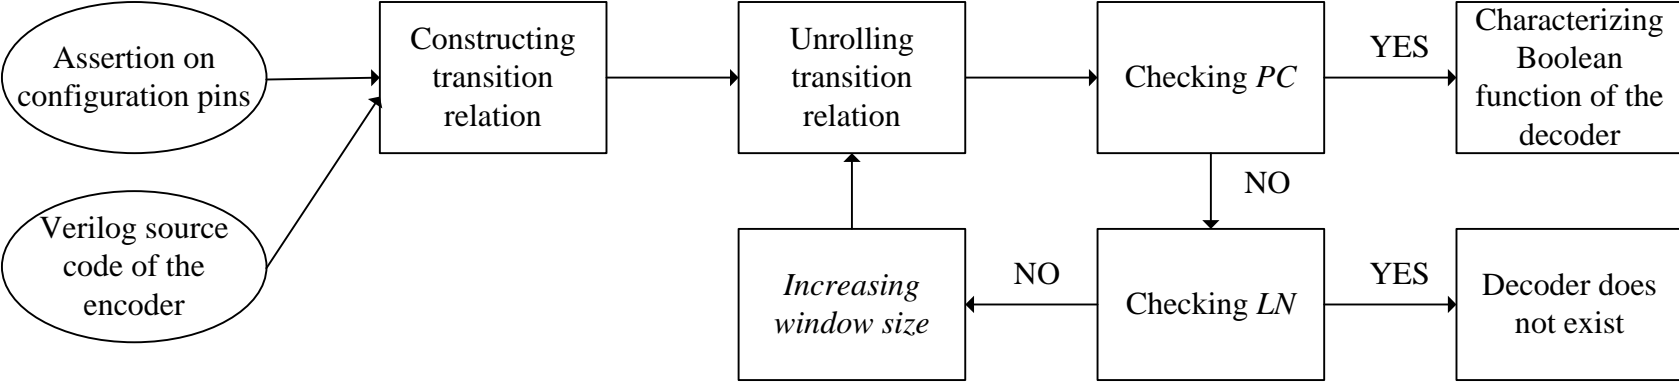 Assertion on
configuration pins
Constructing
transition
relation
Unrolling
transition
relation
Checking PC
YES
Characterizing
Boolean
function of the
decoder
NO
Verilog source
code of the
encoder
Increasing
window size
NO
Checking LN
YES
Decoder does
not exist